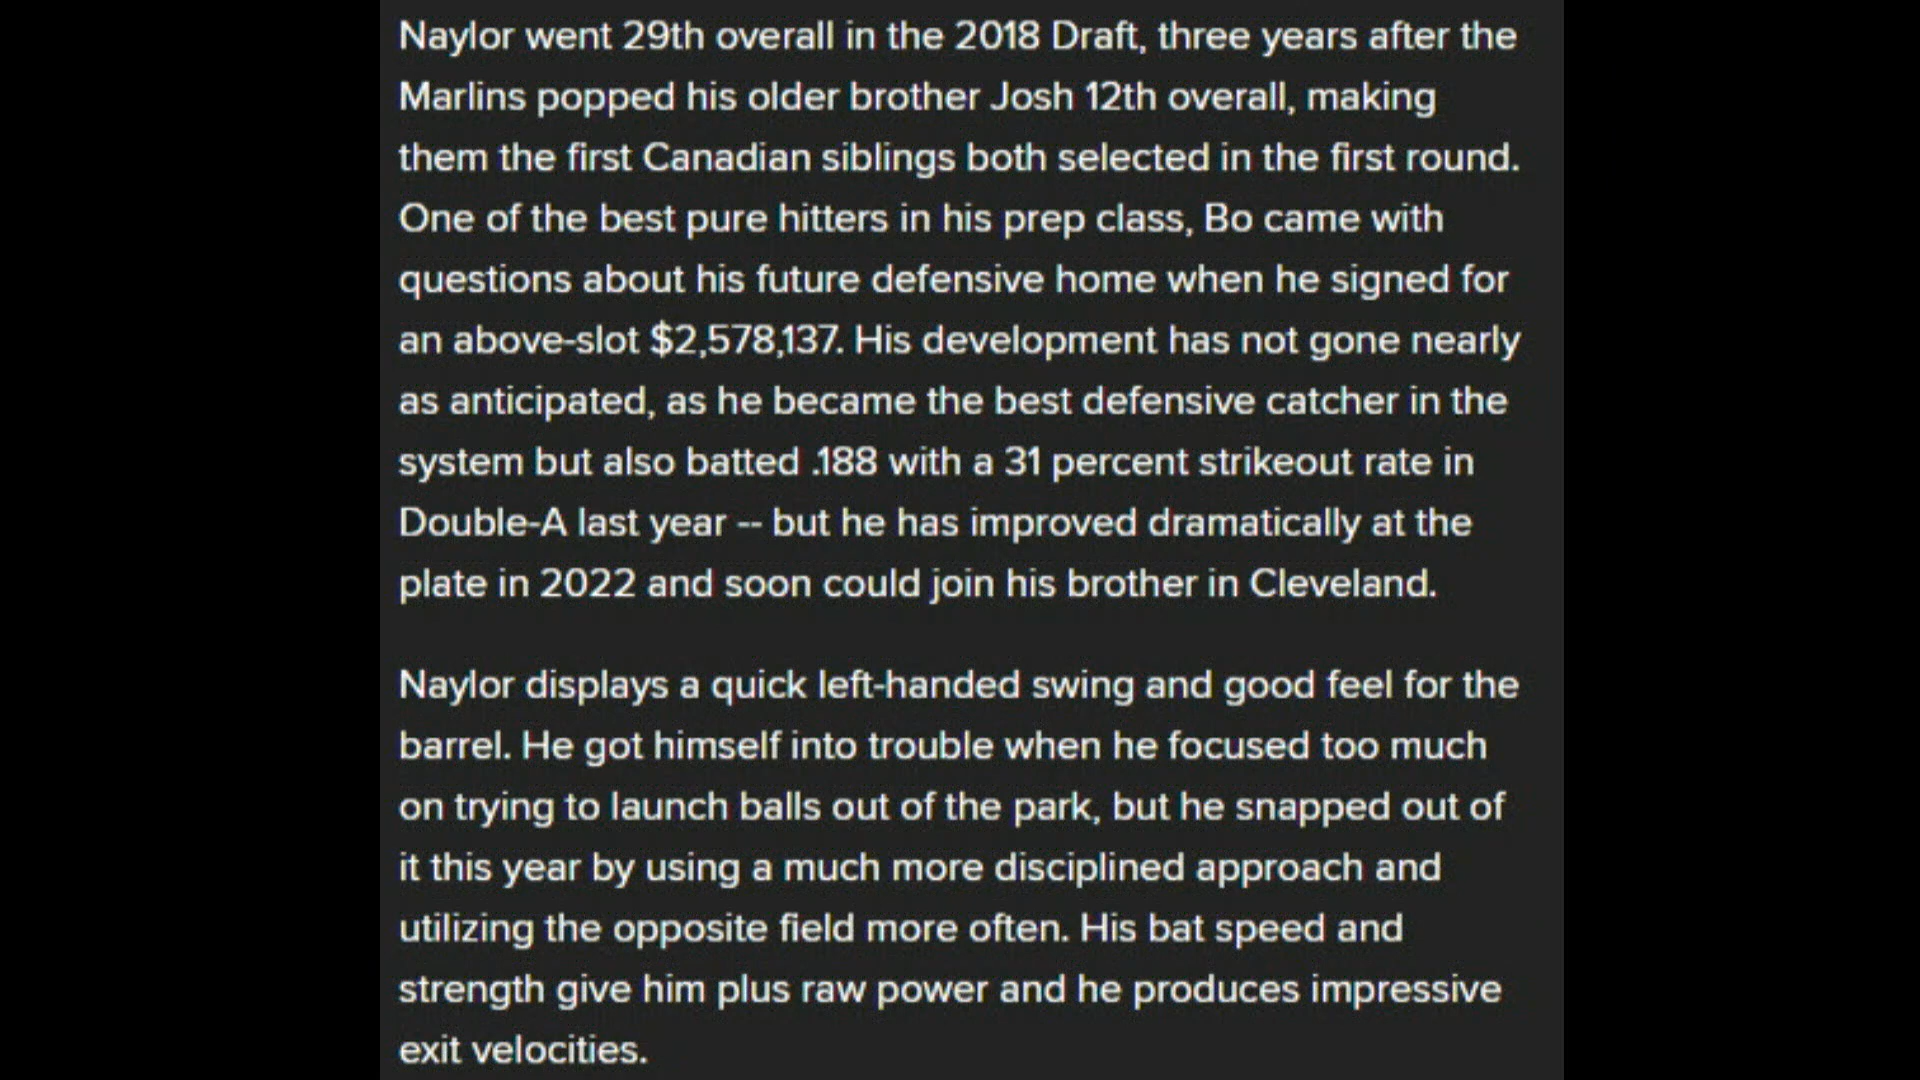 Naylor went 29th overall in the 2018 Draft, three years after the
Marlins popped his older brother Josh 12th overall, making
them the first Canadian siblings both selected in the first round.
One of the best pure hitters in his prep class, Bo came with
questions about his future defensive home when he signed for
an above-slot $2,578,137. His development has not gone nearly
as anticipated, as he became the best defensive catcher in the
system but also batted .188 with a 31 percent strikeout rate in
Double-A last year -- but he has improved dramatically at the
plate in 2022 and soon could join his brother in Cleveland.
Naylor displays a quick left-handed swing and good feel for the
barrel. He got himself into trouble when he focused too much
on trying to launch balls out of the park, but he snapped out of
it this year by using a much more disciplined approach and
utilizing the opposite field more often. His bat speed and
strength give him plus raw power and he produces impressive
exit velocities.